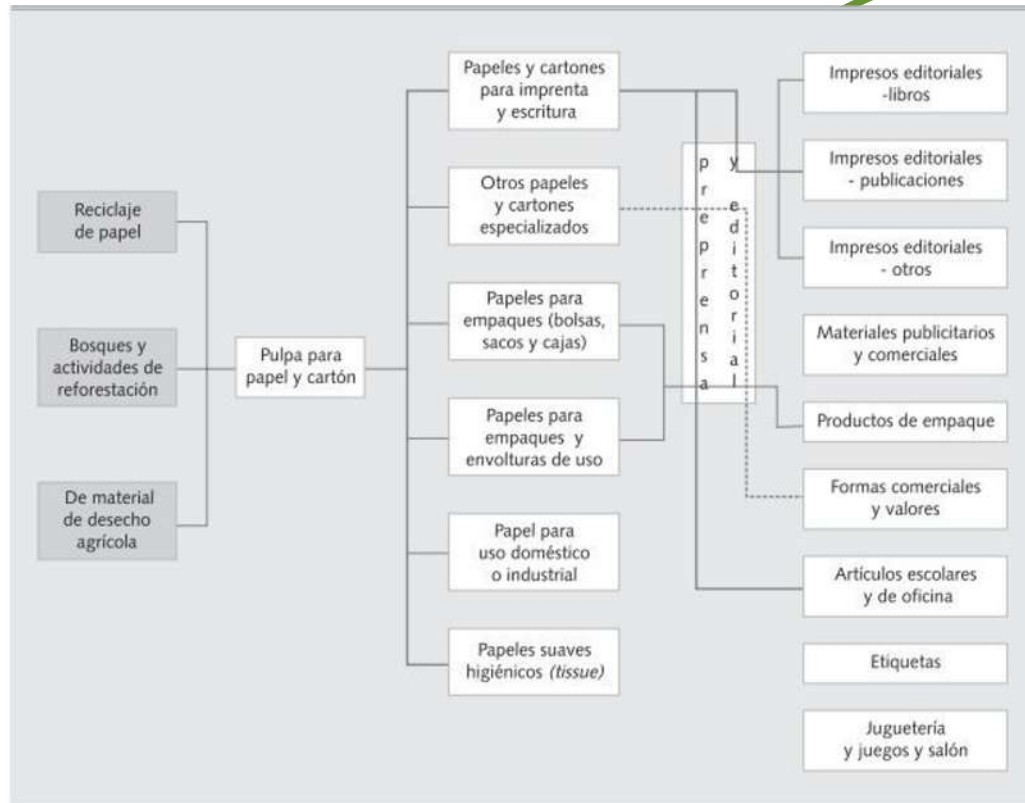 Reciclaje
de papel
Bosques y
actividades de
reforestación
De material
de desecho
agrícola
Pulpa para
papel y cartón
Papeles y cartones
para imprenta
y escritura
Otros papeles
y cartones
especializados
Papeles para
empaques (bolsas,
sacos y cajas)
Papeles para
empaques y
envolturas de uso
Papel para
uso doméstico
o industrial
Papeles suaves
higiénicos (tissue)
preprensa
y editorial
Impresos editoriales
-libros
Impresos editoriales
- publicaciones
Impresos editoriales
- otros
Materiales publicitarios
y comerciales
Productos de empaque
Formas comerciales
y valores
Artículos escolares
y de oficina
Etiquetas
Juguetería
y juegos y salón